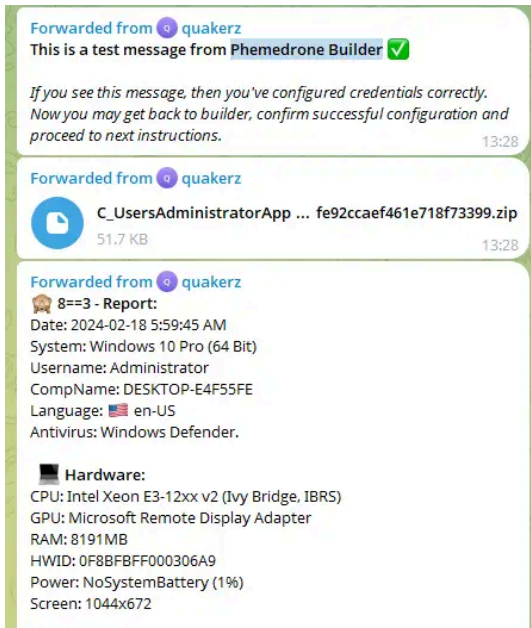 Forwarded from Q quakerz
This is a test message from Phemedrone Builder ✅
If you see this message, then you've configured credentials correctly.
Now you may get back to builder, confirm successful configuration and
proceed to next instructions.
13:28
Forwarded from Q quakerz
C_UsersAdministratorApp ... fe92ccaef461e718f73399.zip
51.7 KB
13:28
Forwarded from Q quakerz
🙈 8==3 - Report:
Date: 2024-02-18 5:59:45 AM
System: Windows 10 Pro (64 Bit)
Username: Administrator
CompName: DESKTOP-E4F55FE
Language: 🇺🇸 en-US
Antivirus: Windows Defender.
💻 Hardware:
CPU: Intel Xeon E3-12xx v2 (Ivy Bridge, IBRS)
GPU: Microsoft Remote Display Adapter
RAM: 8191MB
HWID: 0F8BFBFF000306A9
Power: NoSystemBattery (1%)
Screen: 1044x672